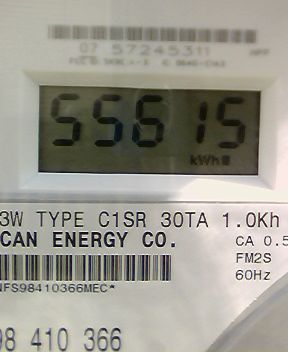 07 57245311
55615
kWh
3W TYPE C1SR 30TA 1.0Kh
CAN ENERGY CO.
CA 0.5
FM2S
60Hz
NFS98410366MEC*
98 410 366